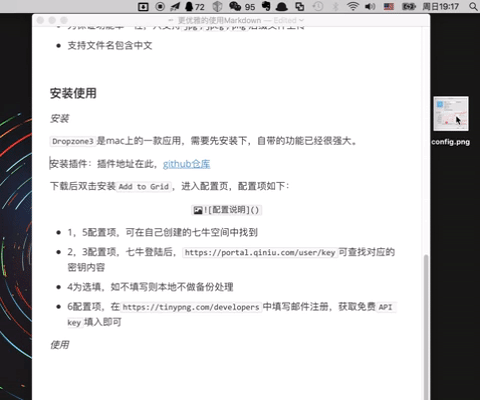 72
95
周日19:17
更优雅的使用Markdown — Edited
支持文件名包含中文
安装使用
安装
Dropzone3 是mac上的一款应用，需要先安装下，自带的功能已经很强大。
安装插件：插件地址在此，github仓库
下载后双击安装 Add to Grid，进入配置页，配置项如下：
![配置说明]()
1，5配置项，可在自己创建的七牛空间中找到
2，3配置项，七牛登陆后，https://portal.qiniu.com/user/key 可查找对应的
密钥内容
4为选填，如不填写则本地不做备份处理
6配置项，在 https://tinypng.com/developers 中填写邮件注册，获取免费 API
key 填入即可
使用
config.png